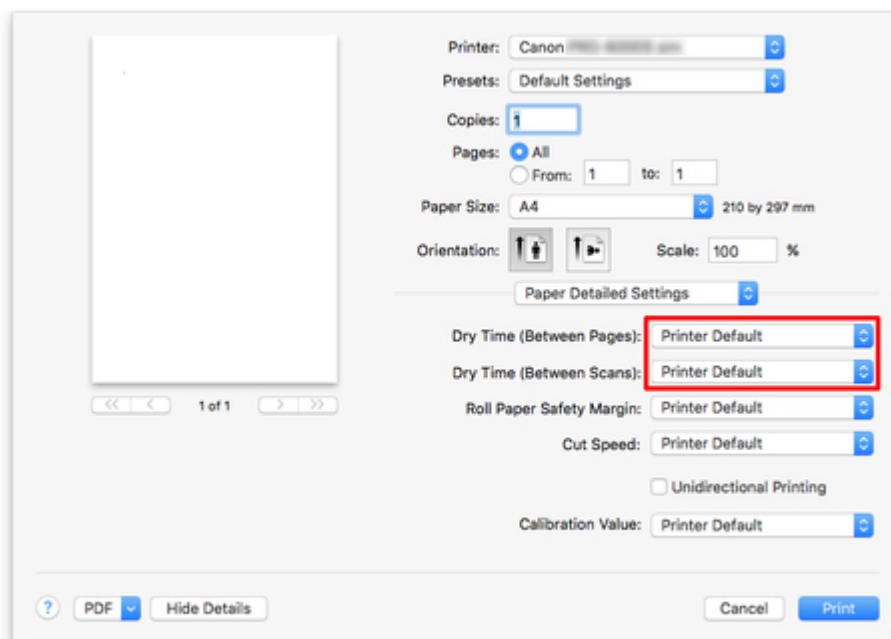 Printer: Canon
Presets: Default Settings
Copies: 1
Pages: All
From: 1 to: 1
Paper Size: A4 210 by 297 mm
Orientation: Scale: 100 %
Paper Detailed Settings
Dry Time (Between Pages): Printer Default
Dry Time (Between Scans): Printer Default
<< < 1 of 1 > >>
Roll Paper Safety Margin: Printer Default
Cut Speed: Printer Default
Unidirectional Printing
Calibration Value: Printer Default
? PDF Hide Details Cancel Print